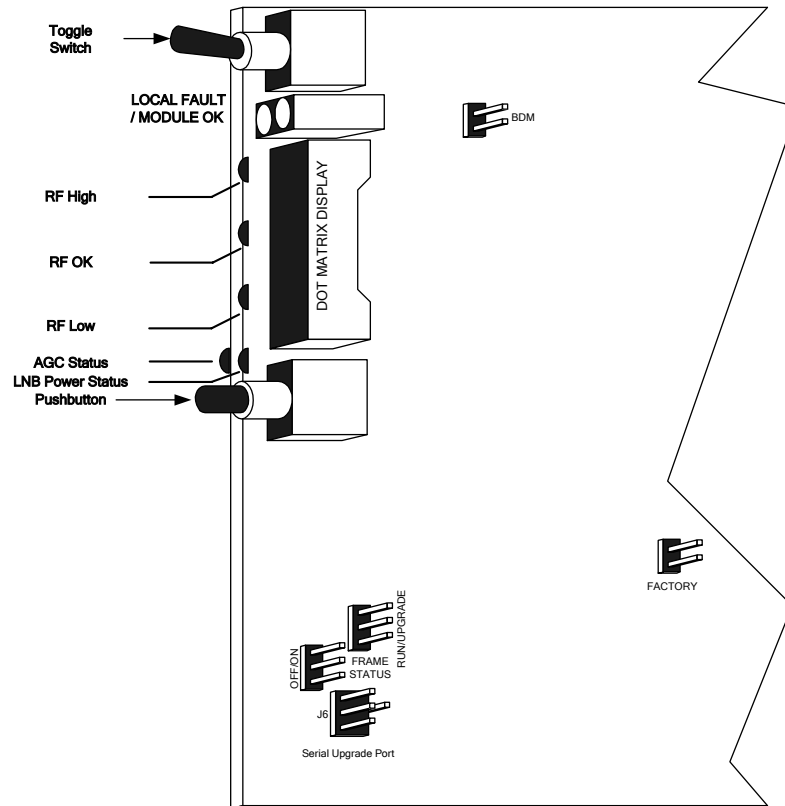 Toggle
Switch
LOCAL FAULT
/ MODULE OK
BDM
RF High
DOT MATRIX DISPLAY
RF OK
RF Low
AGC Status
LNB Power Status
Pushbutton
FACTORY
RUN/UPGRADE
OFF/ON
FRAME
STATUS
J6
Serial Upgrade Port